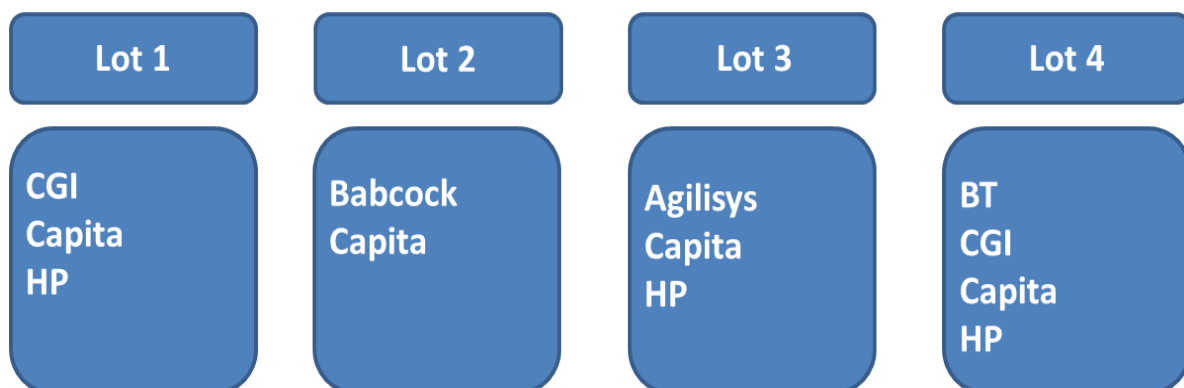 Lot 1
CGI
Capita
HP
Lot 2
Babcock
Capita
Lot 3
Agilisys
Capita
HP
Lot 4
BT
CGI
Capita
HP